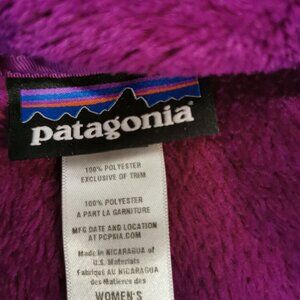 patagonia
100% POLYESTER
EXCLUSIVE OF TRIM
100% POLYESTER
A PART LA GARNITURE
MFG DATE AND LOCATION
AT PCPSIA.COM
Made in NICARAGUA of
U.S. Materials
Fabriqué AU NICARAGUA
des Matières des
WOMEN'S